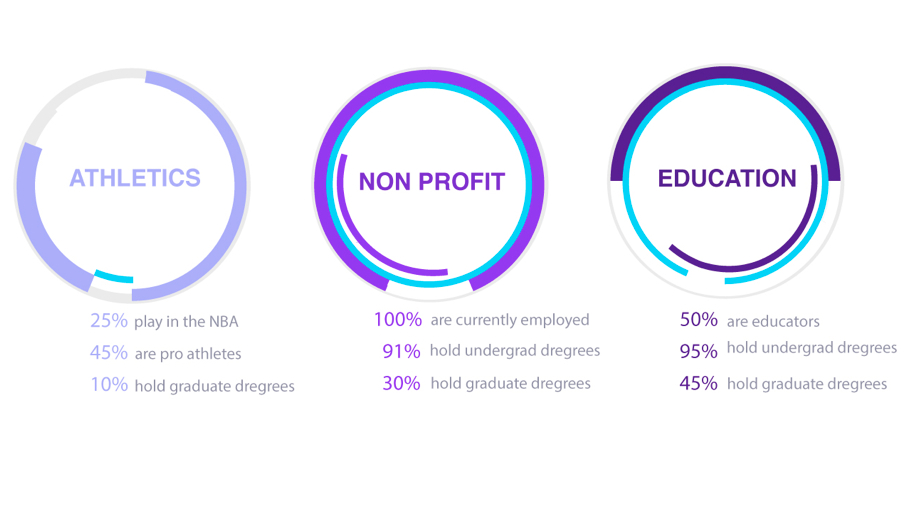 ATHLETICS
25% play in the NBA
45% are pro athletes
10% hold graduate dregrees
NON PROFIT
100% are currently employed
91% hold undergrad dregrees
30% hold graduate dregrees
EDUCATION
50% are educators
95% hold undergrad dregrees
45% hold graduate dregrees